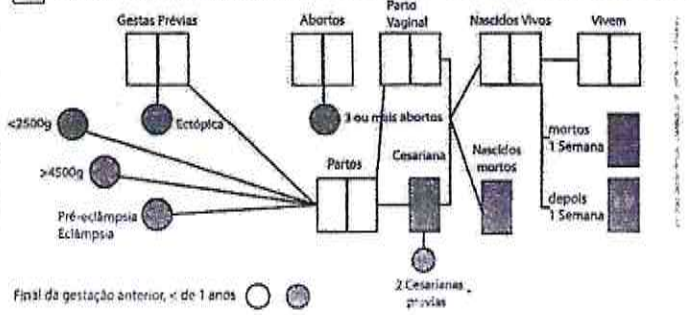 Parto
Gestas Prévias Abortos Vaginal Nascidos Vivos Vivem
<2500g Ectópica 3 ou mais abortos
>4500g Partos Cesariana Nascidos
mortos
mortos
1 Semana
Pré-eclâmpsia
Eclâmpsia
depois
1 Semana
Final da gestação anterior, < de 1 anos
2 Cesarianas
prévias